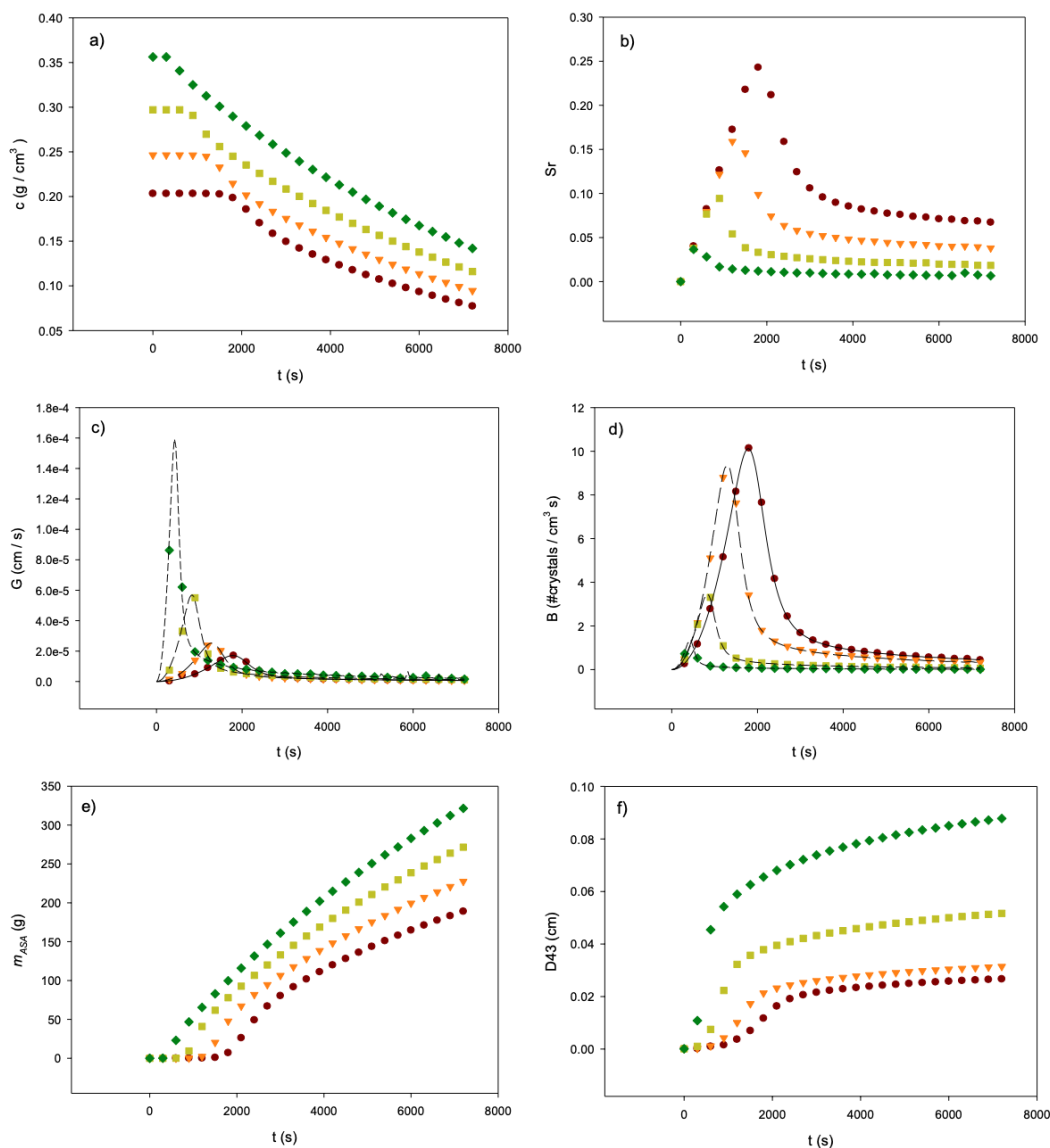 a)
0.40
0.35
0.30
0.25
0.20
0.15
0.10
0.05
c (g / cm³)
0 2000 4000 6000 8000
t (s)
b)
0.30
0.25
0.20
0.15
0.10
0.05
0.00
Sr
0 2000 4000 6000 8000
t (s)
c)
1.8e-4
1.6e-4
1.4e-4
1.2e-4
1.0e-4
8.0e-5
6.0e-5
4.0e-5
2.0e-5
0.0
G (cm / s)
0 2000 4000 6000 8000
t (s)
d)
12
10
8
6
4
2
0
B (#crystals / cm³ s)
0 2000 4000 6000 8000
t (s)
e)
350
300
250
200
150
100
50
0
mASA (g)
0 2000 4000 6000 8000
t (s)
f)
0.10
0.08
0.06
0.04
0.02
0.00
D43 (cm)
0 2000 4000 6000 8000
t (s)